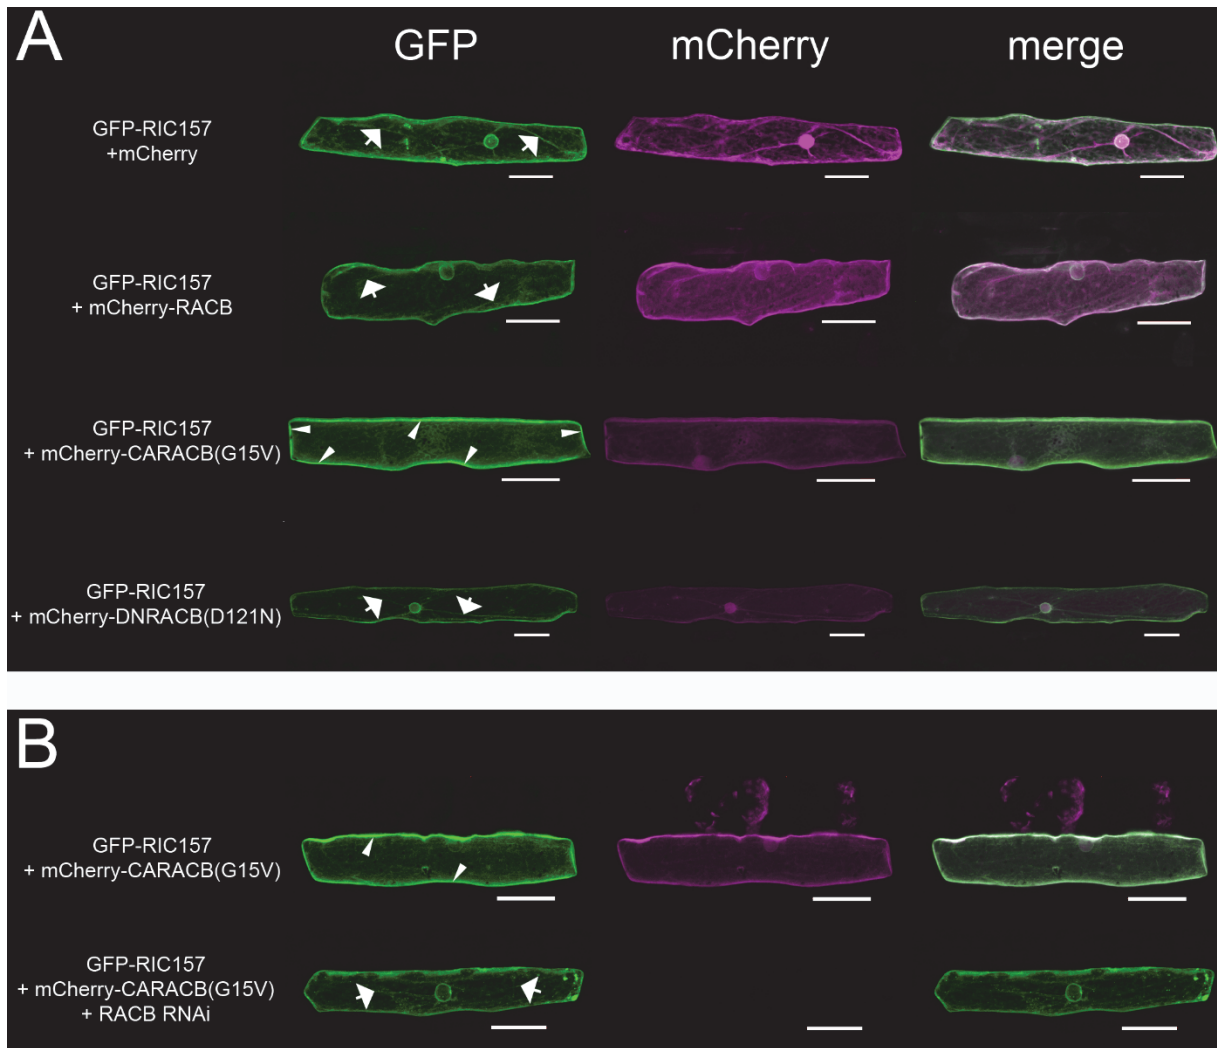 A
GFP
mCherry
merge
GFP-RIC157
+mCherry
GFP-RIC157
+ mCherry-RACB
GFP-RIC157
+ mCherry-CARACB(G15V)
GFP-RIC157
+ mCherry-DNRACB(D121N)
B
GFP-RIC157
+ mCherry-CARACB(G15V)
GFP-RIC157
+ mCherry-CARACB(G15V)
+ RACB RNAi